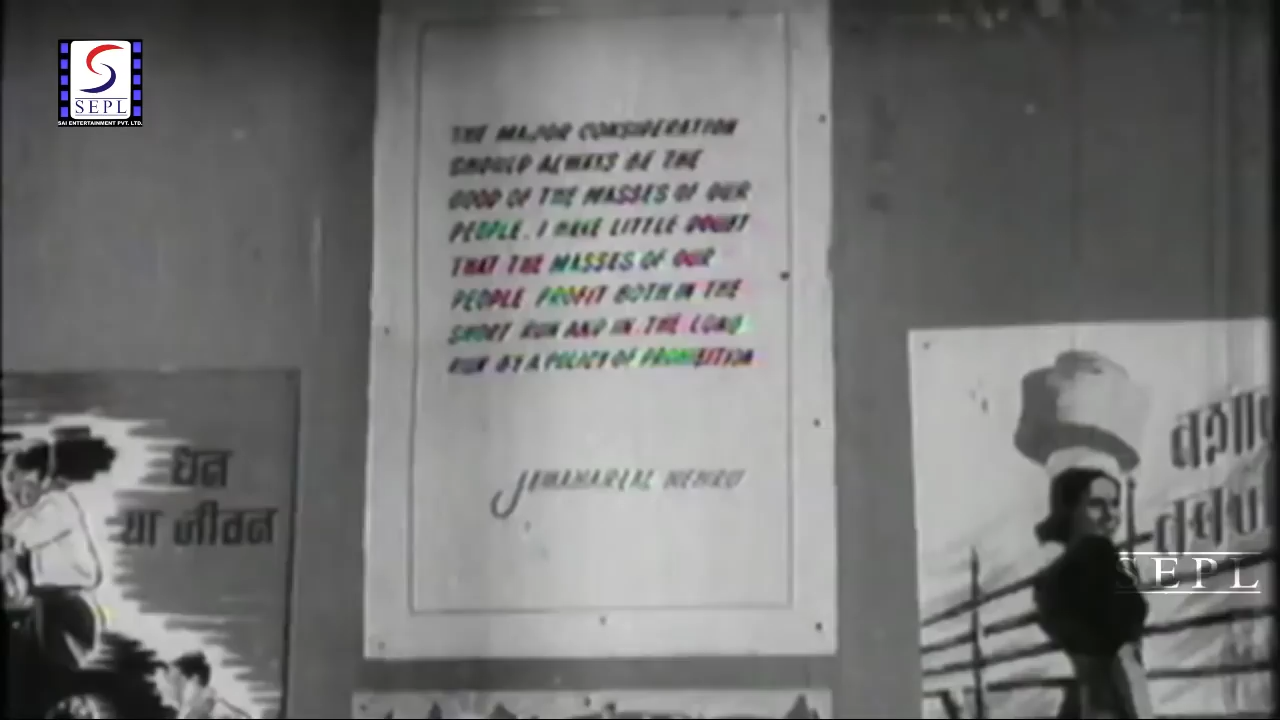 SEPL
SAI ENTERTAINMENT PVT. LTD.
THE MAJOR CONSIDERATION
SHOULD ALWAYS BE THE
GOOD OF THE MASSES OF OUR
PEOPLE. I HAVE LITTLE DOUBT
THAT THE MASSES OF OUR
PEOPLE PROFIT BOTH IN THE
SHORT RUN AND IN THE LONG
RUN BY A POLICY OF PROHIBITION
JAWAHARLAL NEHRU
धन
या जीवन
SEPL